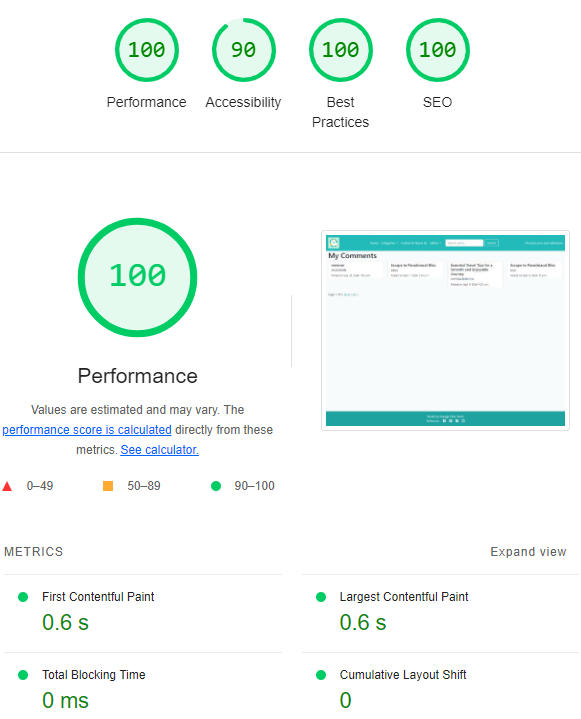 100
90
100
100
Performance
Accessibility
Best
Practices
SEO
100
Performance
Values are estimated and may vary. The
performance score is calculated directly from these
metrics. See calculator.
0–49
50–89
90–100
My Comments
METRICS
Expand view
First Contentful Paint
0.6 s
Largest Contentful Paint
0.6 s
Total Blocking Time
0 ms
Cumulative Layout Shift
0